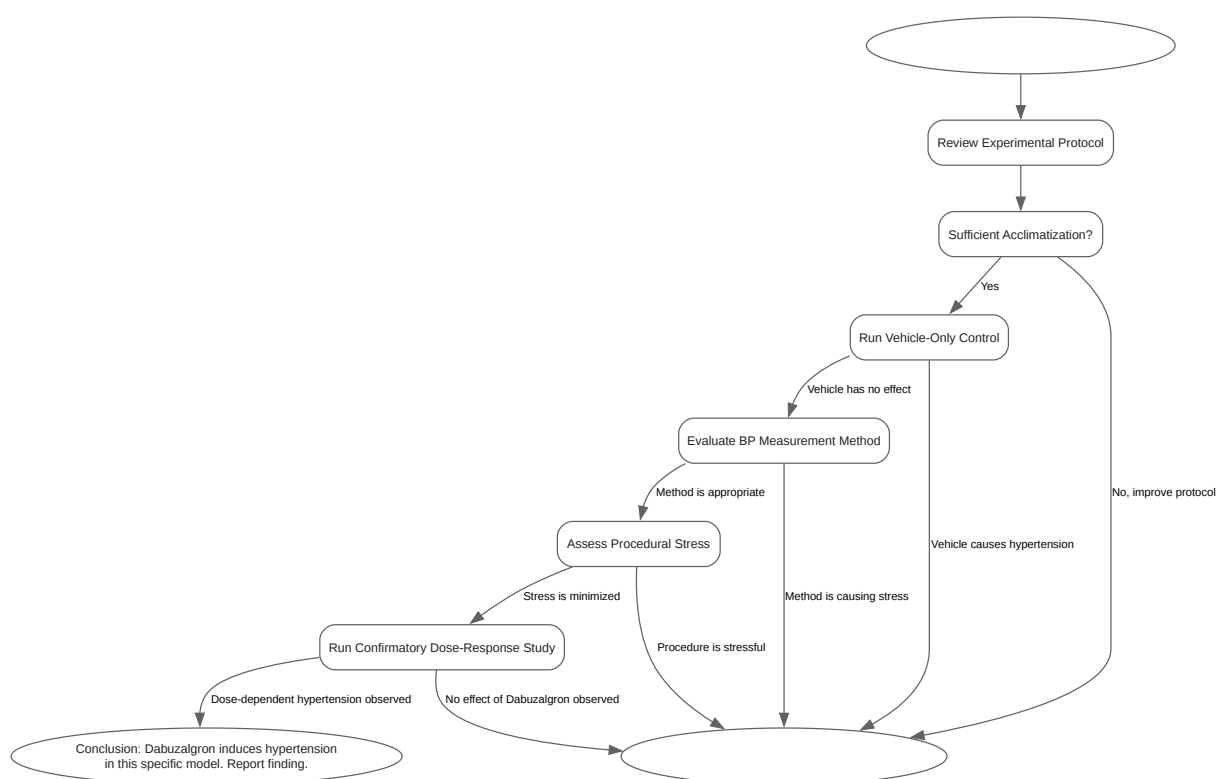 Review Experimental Protocol
Sufficient Acclimatization?
Yes
Run Vehicle-Only Control
Vehicle has no effect
Evaluate BP Measurement Method
Method is appropriate
No, improve protocol
Assess Procedural Stress
Vehicle causes hypertension
Stress is minimized
Method is causing stress
Run Confirmatory Dose-Response Study
Procedure is stressful
Dose-dependent hypertension observed
No effect of Dabuzalgron observed
Conclusion: Dabuzalgron induces hypertension
in this specific model. Report finding.